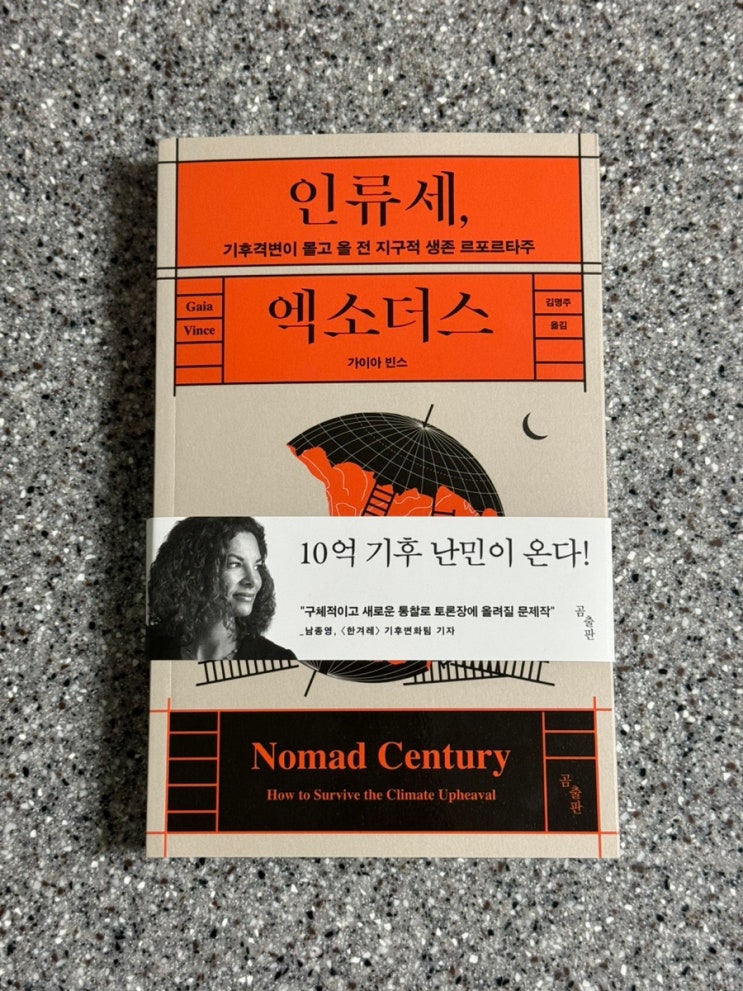 인류세,
기후격변이 몰고 올 전 지구적 생존 르포르타주
Gaia
Vince
엑소더스
김명주
옮김
가이아 빈스
10억 기후 난민이 온다!
"구체적이고 새로운 통찰로 토론장에 올려질 문제작"
_남종영, 〈한겨레〉 기후변화팀 기자
곰출판
Nomad Century
How to Survive the Climate Upheaval
곰출판